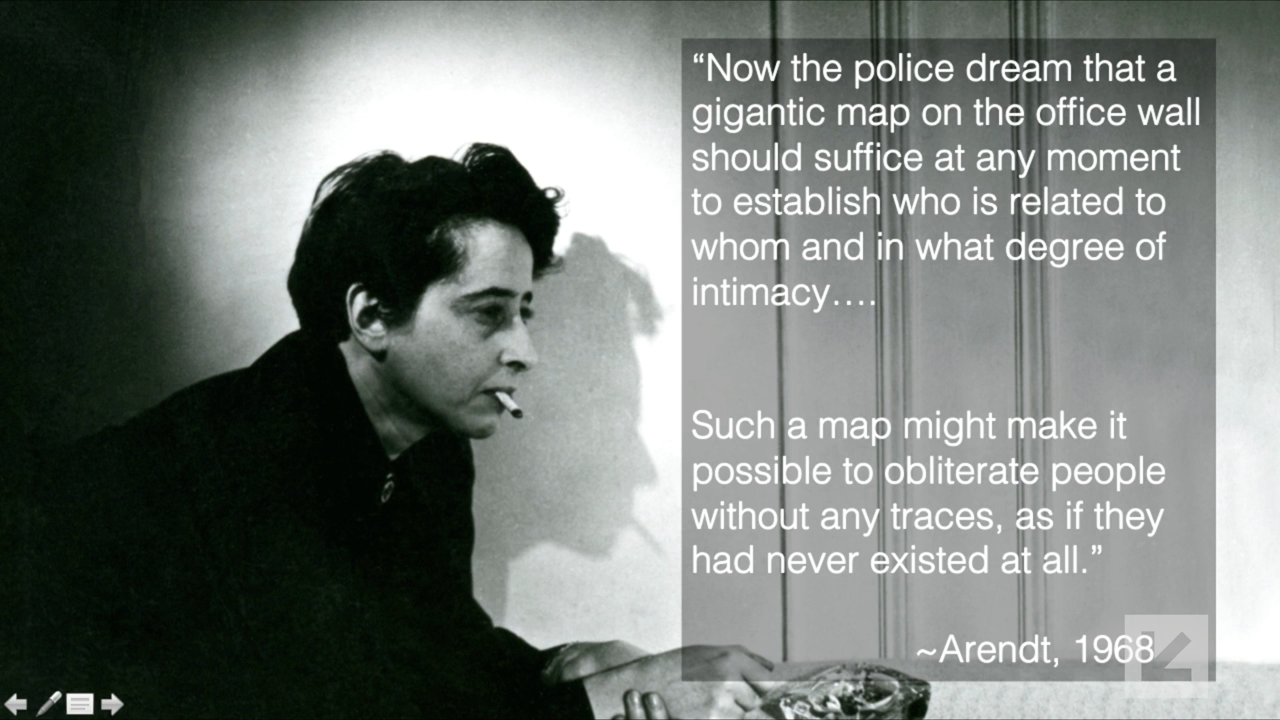 “Now the police dream that a
gigantic map on the office wall
should suffice at any moment
to establish who is related to
whom and in what degree of
intimacy….
Such a map might make it
possible to obliterate people
without any traces, as if they
had never existed at all.”
~Arendt, 1968